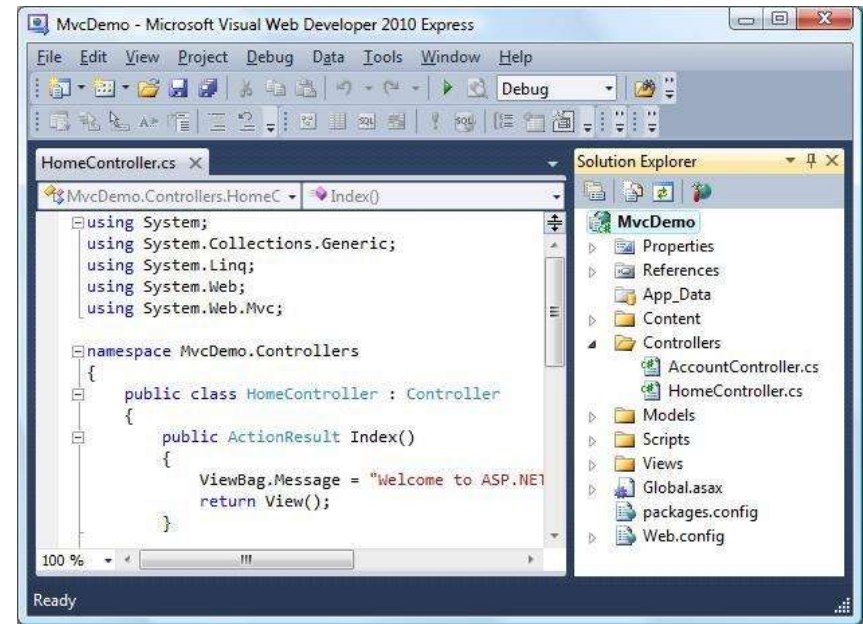 MvcDemo - Microsoft Visual Web Developer 2010 Express
File Edit View Project Debug Data Tools Window Help
Debug
HomeController.cs
MvcDemo.Controllers.HomeC
Index()
using System;
using System.Collections.Generic;
using System.Linq;
using System.Web;
using System.Web.Mvc;
namespace MvcDemo.Controllers
{
public class HomeController : Controller
{
public ActionResult Index()
{
ViewBag.Message = "Welcome to ASP.NET
return View();
}
100 %
Solution Explorer
MvcDemo
Properties
References
App_Data
Content
Controllers
AccountController.cs
HomeController.cs
Models
Scripts
Views
Global.asax
packages.config
Web.config
Ready